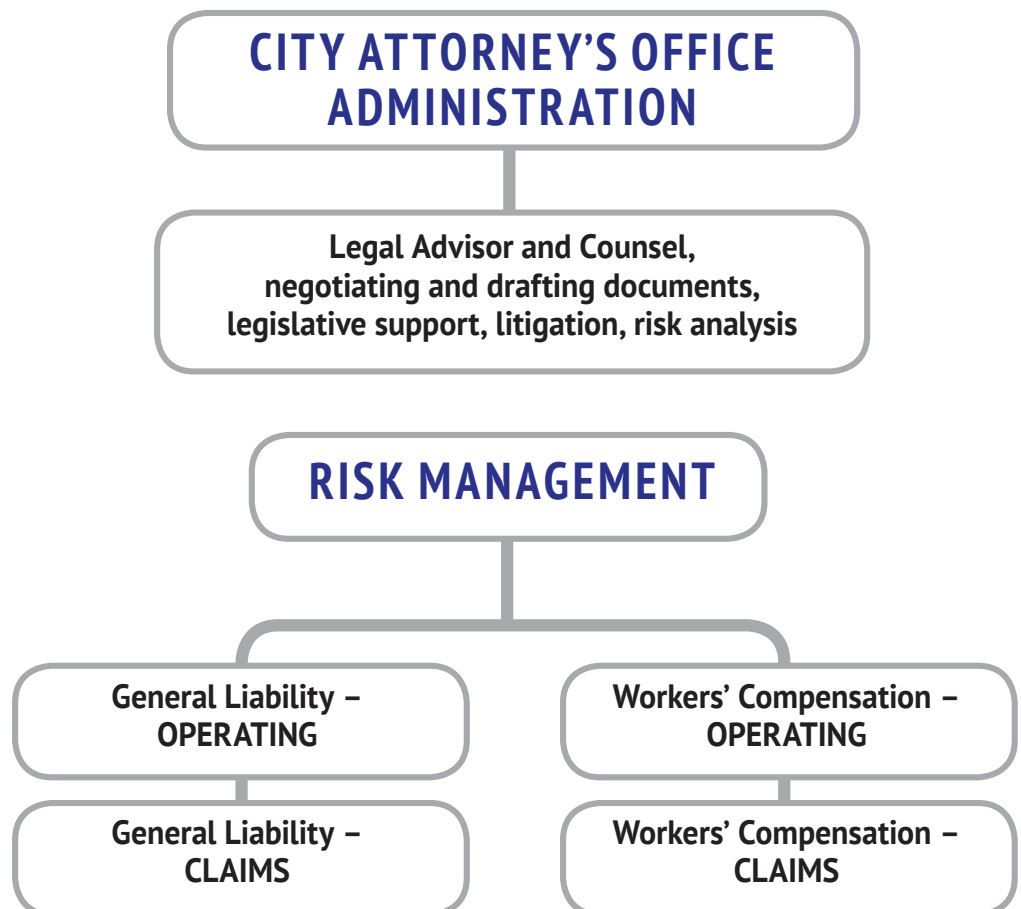 CITY ATTORNEY’S OFFICE
ADMINISTRATION
Legal Advisor and Counsel,
negotiating and drafting documents,
legislative support, litigation, risk analysis
RISK MANAGEMENT
General Liability –
OPERATING
Workers’ Compensation –
OPERATING
General Liability –
CLAIMS
Workers’ Compensation –
CLAIMS